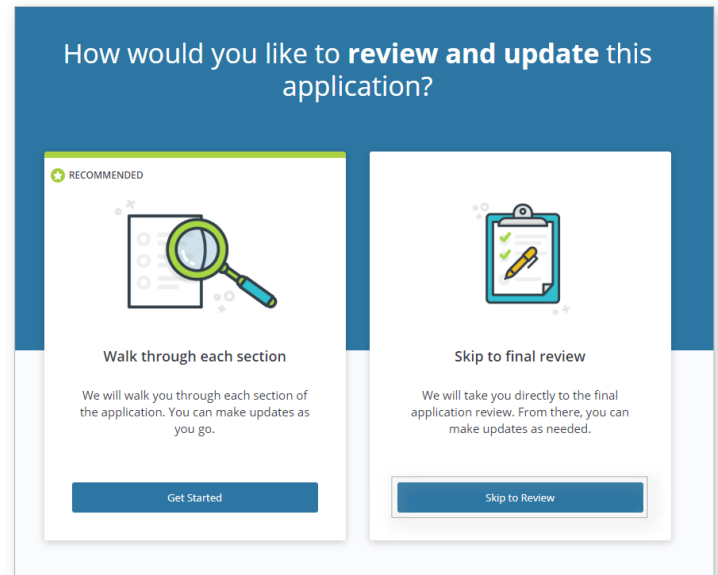 How would you like to review and update this
application?
RECOMMENDED
Walk through each section
We will walk you through each section of
the application. You can make updates as
you go.
Get Started
Skip to final review
We will take you directly to the final
application review. From there, you can
make updates as needed.
Skip to Review